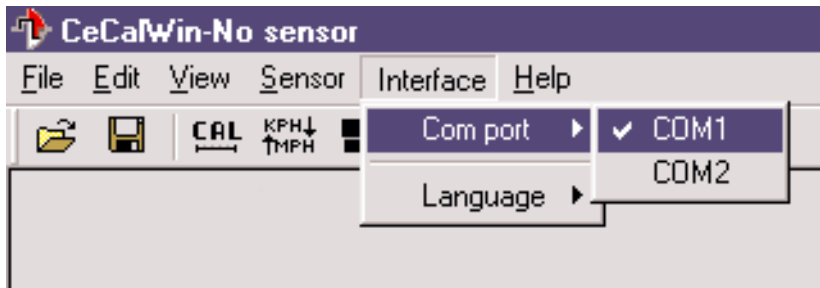 CeCalWin-No sensor
File Edit View Sensor Interface Help
CAL KPH↓ ↑MPH
Com port COM1
COM2
Language